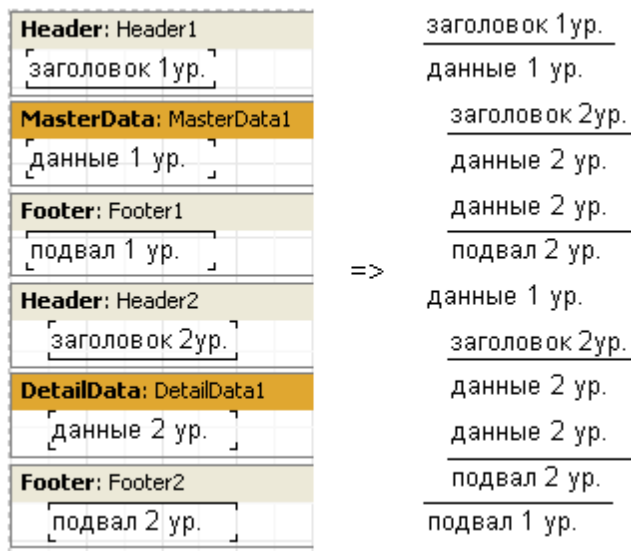 Header: Header1
заголовок 1ур.
MasterData: MasterData1
данные 1 ур.
Footer: Footer1
подвал 1 ур.
Header: Header2
заголовок 2ур.
DetailData: DetailData1
данные 2 ур.
Footer: Footer2
подвал 2 ур.
=>
заголовок 1ур.
данные 1 ур.
заголовок 2ур.
данные 2 ур.
данные 2 ур.
подвал 2 ур.
данные 1 ур.
заголовок 2ур.
данные 2 ур.
данные 2 ур.
подвал 2 ур.
подвал 1 ур.